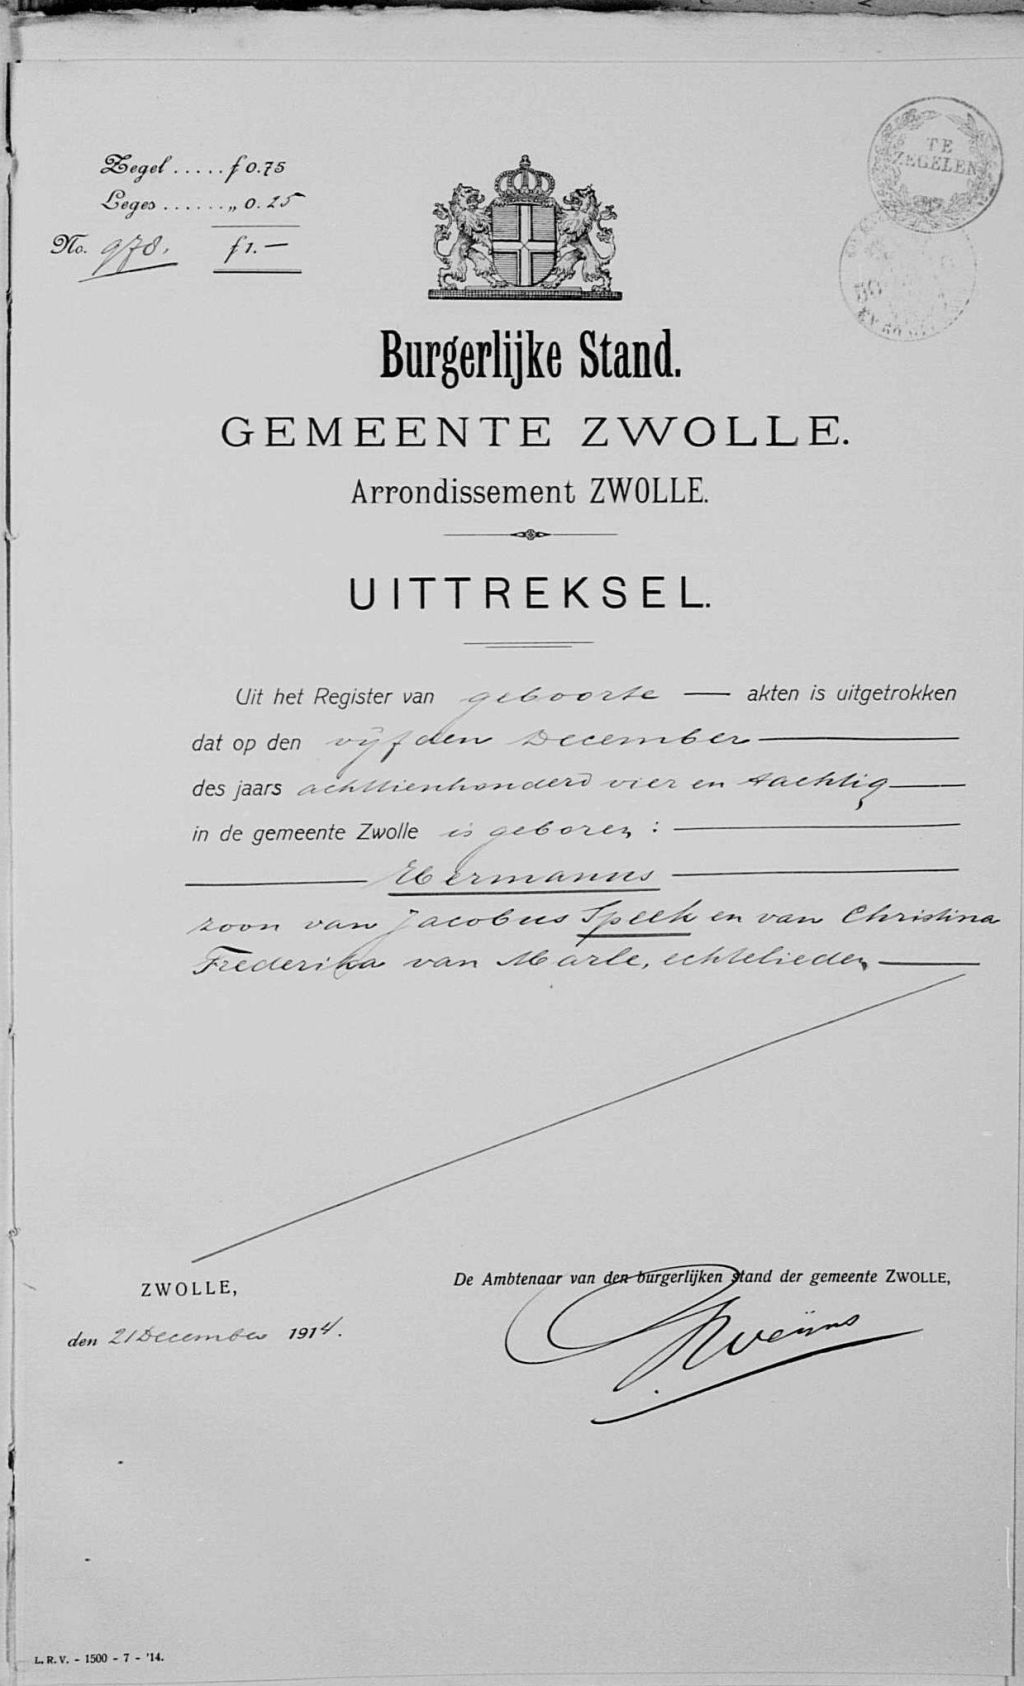 Zegel ..... f 0.75
Leges ...... „ 0.25
No. 978. f 1.—
TE
ZEGELEN
Burgerlijke Stand.
GEMEENTE ZWOLLE.
Arrondissement ZWOLLE.
UITTREKSEL.
Uit het Register van geboorte — akten is uitgetrokken
dat op den vijfden December
des jaars achttienhonderd vier en tachtig
in de gemeente Zwolle is geboren :
Hermanus
zoon van Jacobus Speek en van Christina
Frederika van Marle, echtelieden
ZWOLLE,
De Ambtenaar van den burgerlijken stand der gemeente ZWOLLE,
den 21 December 1914.
L. R. V. - 1500 - 7 - '14.